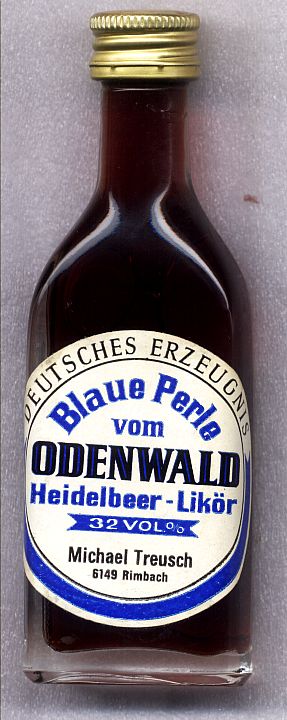 DEUTSCHES ERZEUGNIS
Blaue Perle
vom
ODENWALD
Heidelbeer-Likör
32 VOL%
Michael Treusch
6149 Rimbach